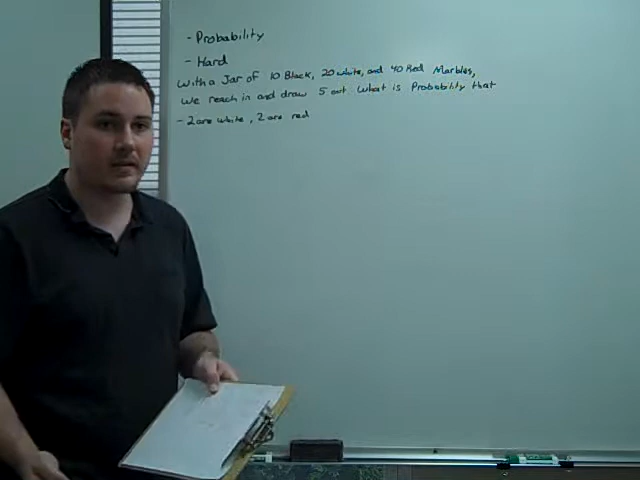 - Probability
- Hard
With a Jar of 10 Black, 20 white, and 40 Red Marbles,
We reach in and draw 5 out What is Probability that
- 2 are white, 2 are red